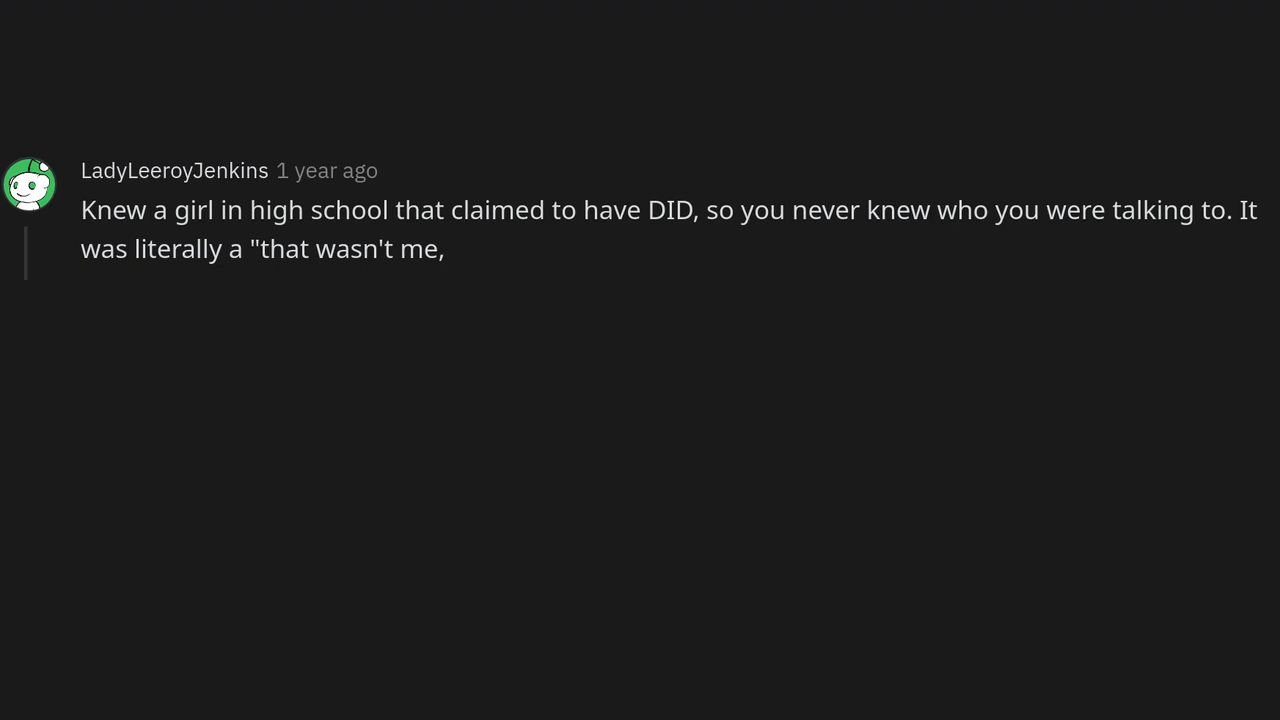 LadyLeeroyJenkins 1 year ago
Knew a girl in high school that claimed to have DID, so you never knew who you were talking to. It
was literally a "that wasn't me,